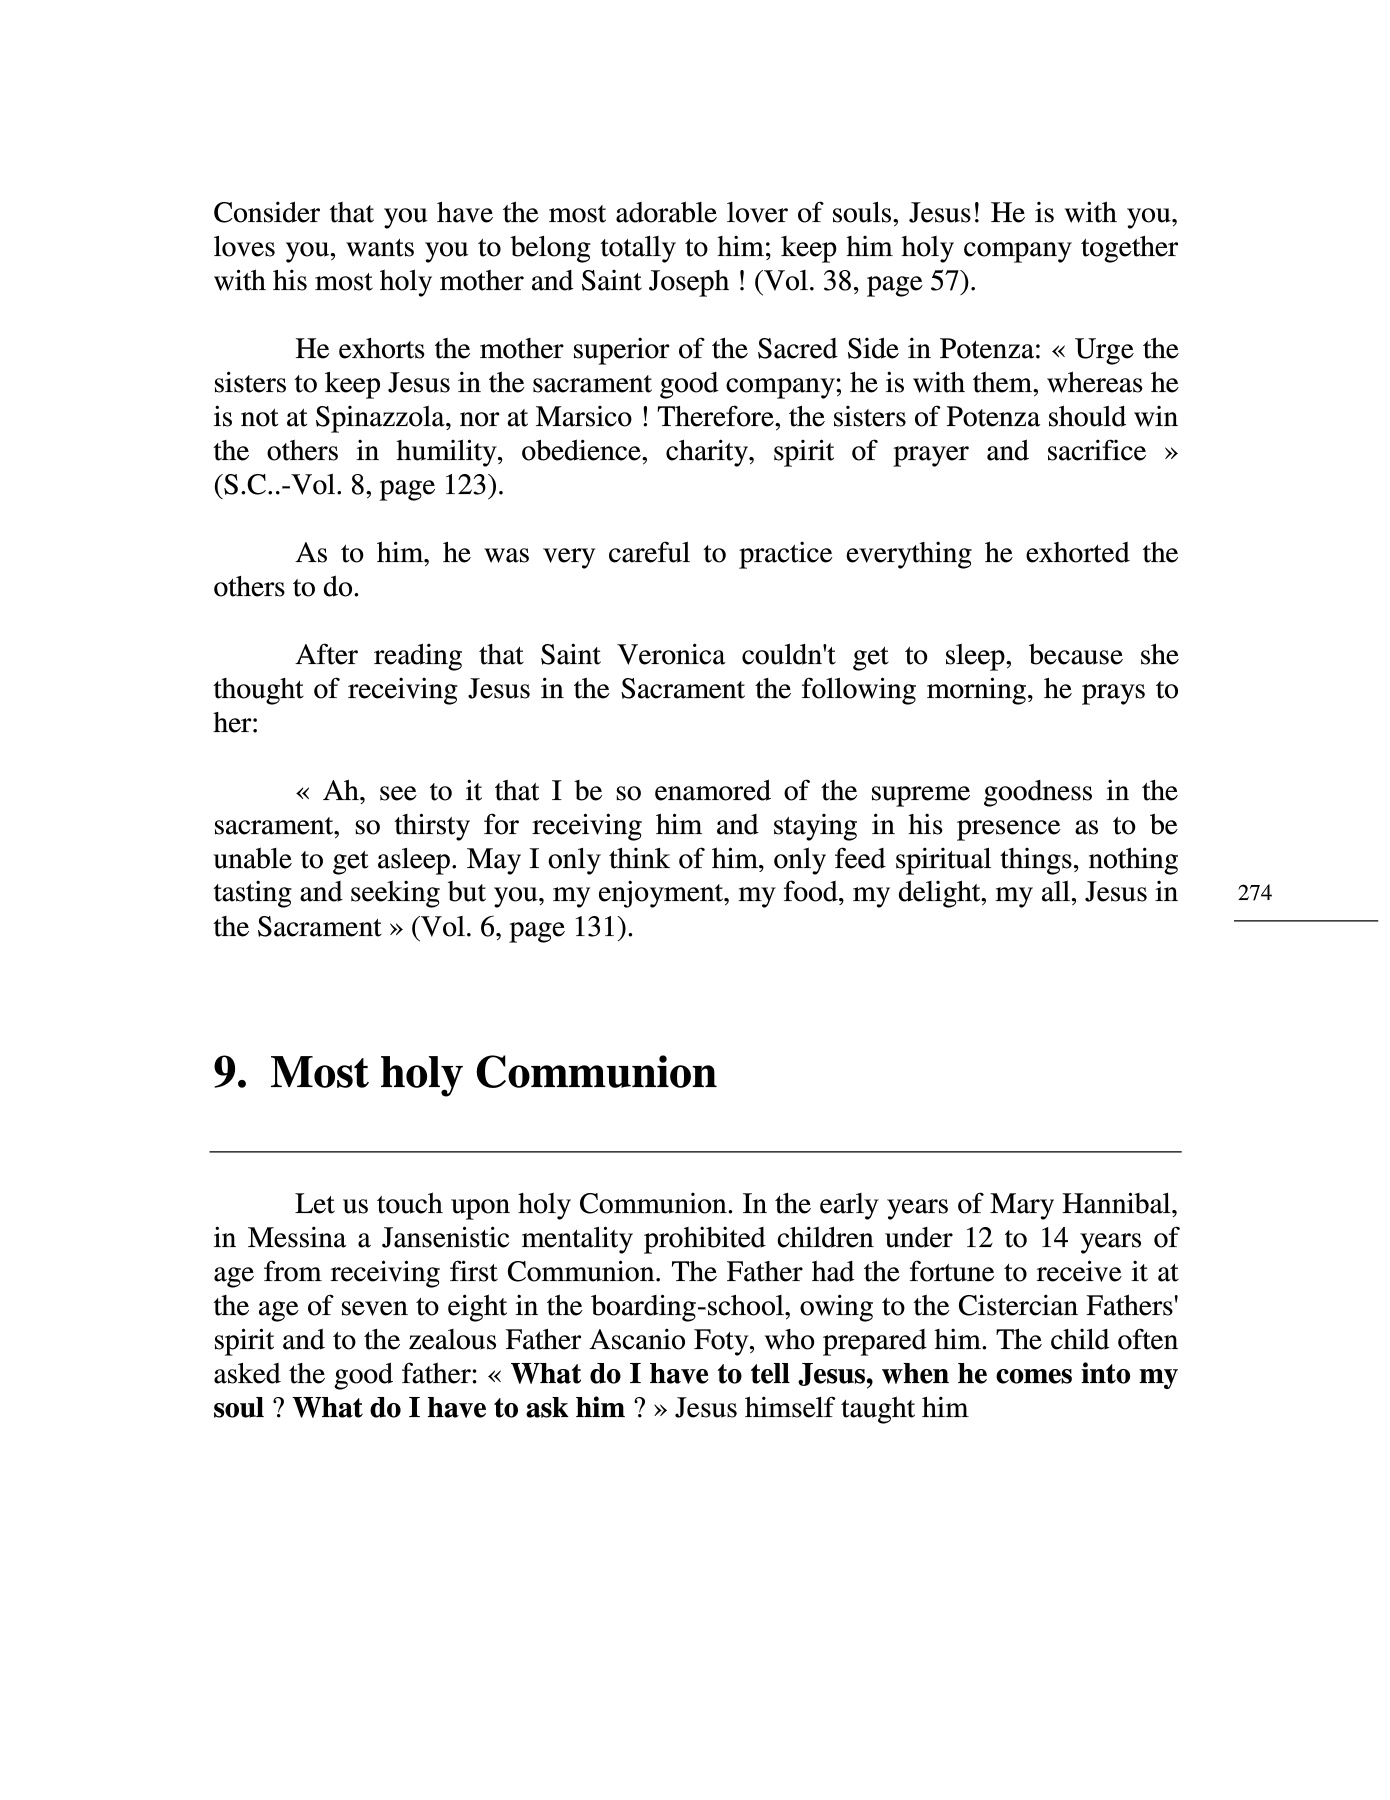 Consider that you have the most adorable lover of souls, Jesus! He is with you,
loves you, wants you to belong totally to him; keep him holy company together
with his most holy mother and Saint Joseph ! (Vol. 38, page 57).
He exhorts the mother superior of the Sacred Side in Potenza: « Urge the
sisters to keep Jesus in the sacrament good company; he is with them, whereas he
is not at Spinazzola, nor at Marsico ! Therefore, the sisters of Potenza should win
the others in humility, obedience, charity, spirit of prayer and sacrifice »
(S.C..-Vol. 8, page 123).
As to him, he was very careful to practice everything he exhorted the
others to do.
After reading that Saint Veronica couldn't get to sleep, because she
thought of receiving Jesus in the Sacrament the following morning, he prays to
her:
« Ah, see to it that I be so enamored of the supreme goodness in the
sacrament, so thirsty for receiving him and staying in his presence as to be
unable to get asleep. May I only think of him, only feed spiritual things, nothing
tasting and seeking but you, my enjoyment, my food, my delight, my all, Jesus in
the Sacrament » (Vol. 6, page 131).
274
9. Most holy Communion
Let us touch upon holy Communion. In the early years of Mary Hannibal,
in Messina a Jansenistic mentality prohibited children under 12 to 14 years of
age from receiving first Communion. The Father had the fortune to receive it at
the age of seven to eight in the boarding-school, owing to the Cistercian Fathers'
spirit and to the zealous Father Ascanio Foty, who prepared him. The child often
asked the good father: « What do I have to tell Jesus, when he comes into my
soul ? What do I have to ask him ? » Jesus himself taught him